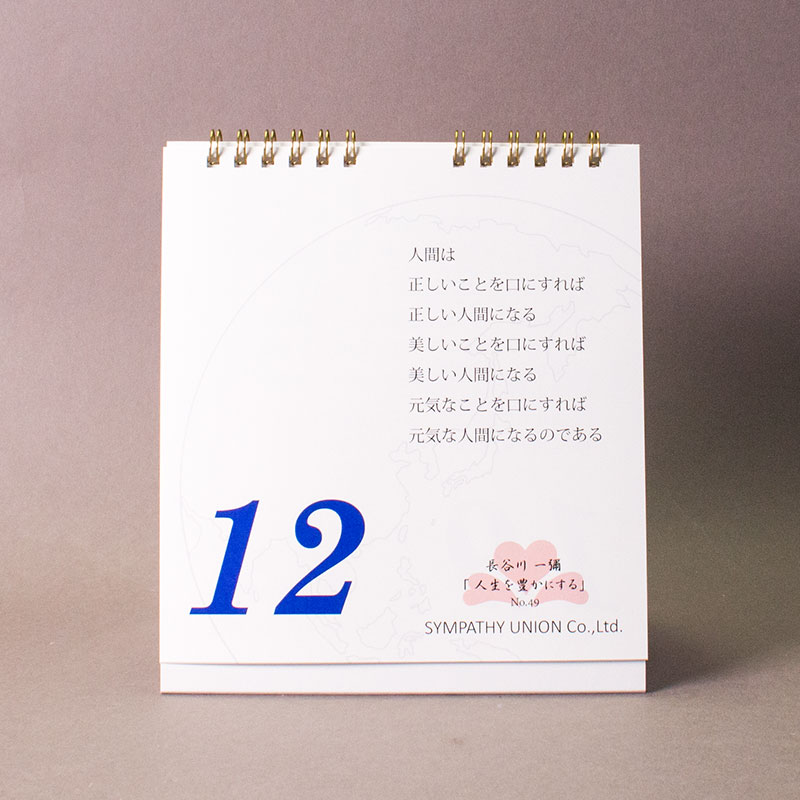 人間は
正しいことを口にすれば
正しい人間になる
美しいことを口にすれば
美しい人間になる
元気なことを口にすれば
元気な人間になるのである
12
長谷川 一彌
「人生を豊かにする」
No.49
SYMPATHY UNION Co.,Ltd.